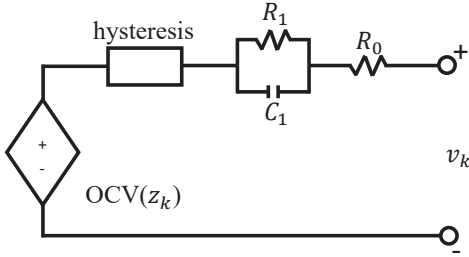 hysteresis
R₁
R₀
+
C₁
+
-
OCV(zₖ)
vₖ
-